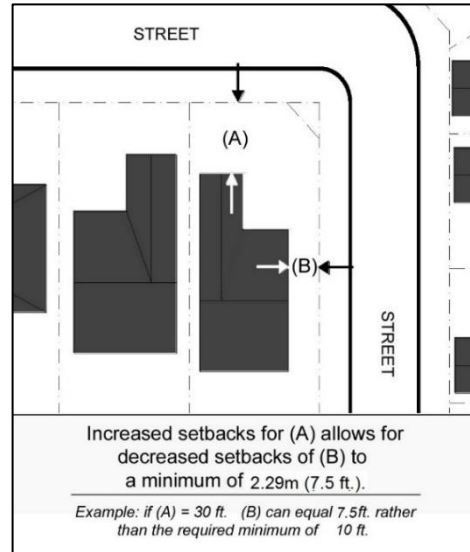 STREET
(A)
(B)
STREET
Increased setbacks for (A) allows for
decreased setbacks of (B) to
a minimum of 2.29m (7.5 ft.).
Example: if (A) = 30 ft. (B) can equal 7.5ft. rather
than the required minimum of 10 ft.